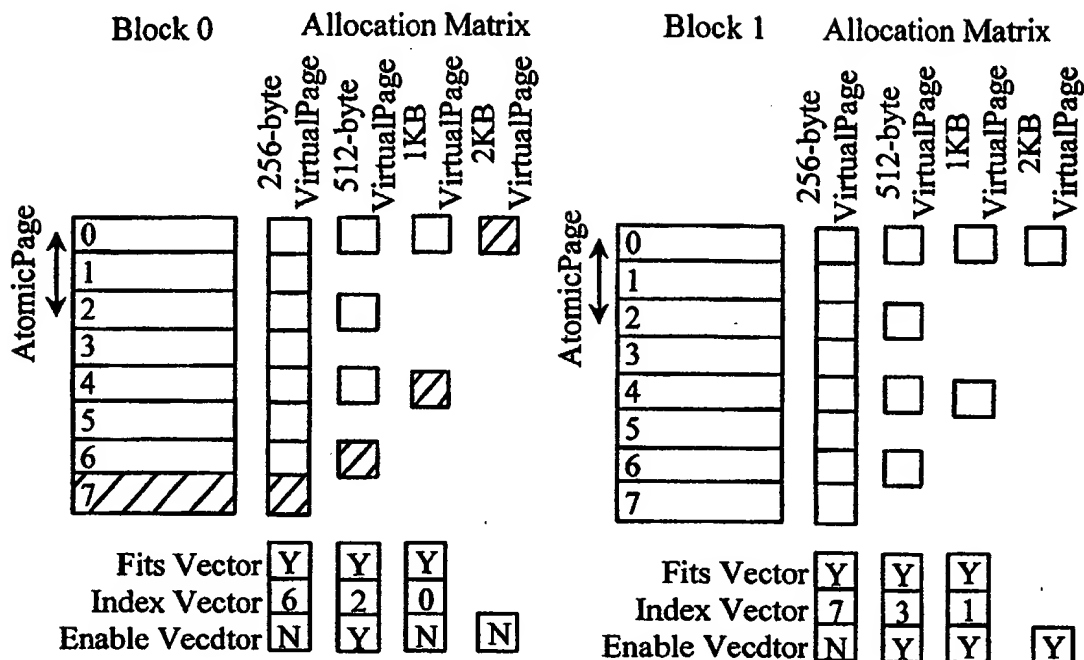 Block 0
Allocation Matrix
256-byte
VirtualPage
512-byte
VirtualPage
1KB
VirtualPage
2KB
VirtualPage
AtomicPage
0
1
2
3
4
5
6
7
Fits Vector Y Y Y
Index Vector 6 2 0
Enable Vecdtor N Y N N
Block 1
Allocation Matrix
256-byte
VirtualPage
512-byte
VirtualPage
1KB
VirtualPage
2KB
VirtualPage
AtomicPage
0
1
2
3
4
5
6
7
Fits Vector Y Y Y
Index Vector 7 3 1
Enable Vecdtor N Y Y Y